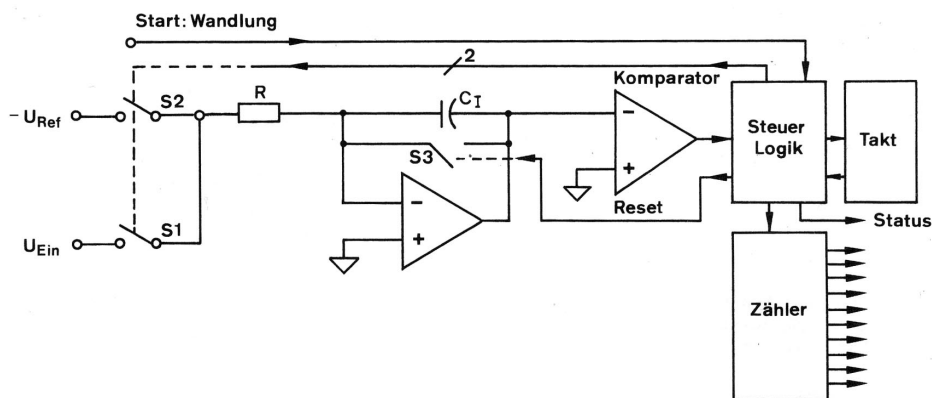 Start: Wandlung
2
Komparator
- U_Ref
S2
R
C_I
-
+
Steuer
Logik
Takt
S3
Reset
Status
-
+
U_Ein
S1
Zähler